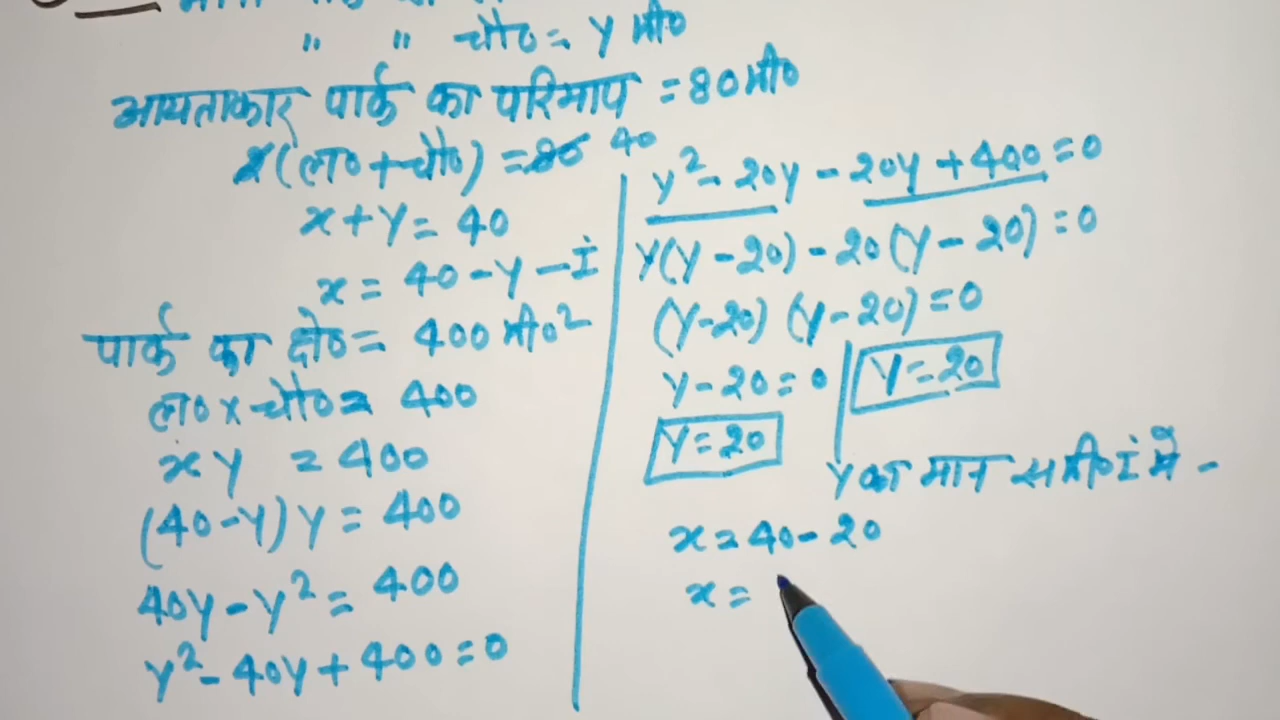 " " चौ० = y मी०
आयताकार पार्क का परिमाप = 80 मी०
2(ल० + चौ०) = 80 40
x + y = 40
x = 40 - y - i
पार्क का क्षे० = 400 मी०²
ल० x चौ० = 400
xy = 400
(40 - y) y = 400
40y - y² = 400
y² - 40y + 400 = 0
y² - 20y - 20y + 400 = 0
y(y - 20) - 20(y - 20) = 0
(y - 20) (y - 20) = 0
y - 20 = 0
y = 20
y = 20
y का मान समी० i में -
x = 40 - 20
x =